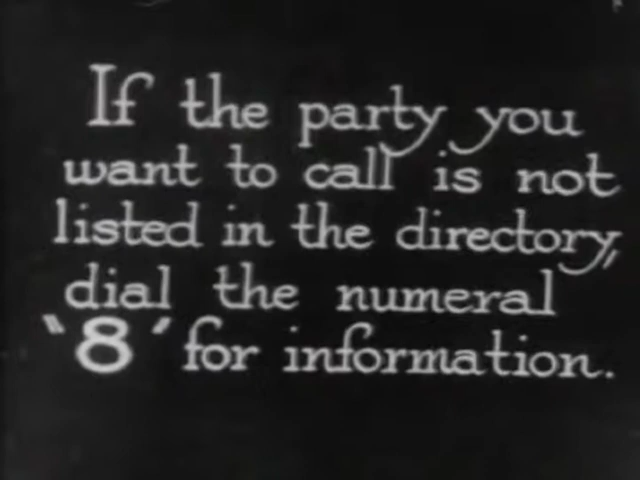 If the party you
want to call is not
listed in the directory,
dial the numeral
"8" for information.